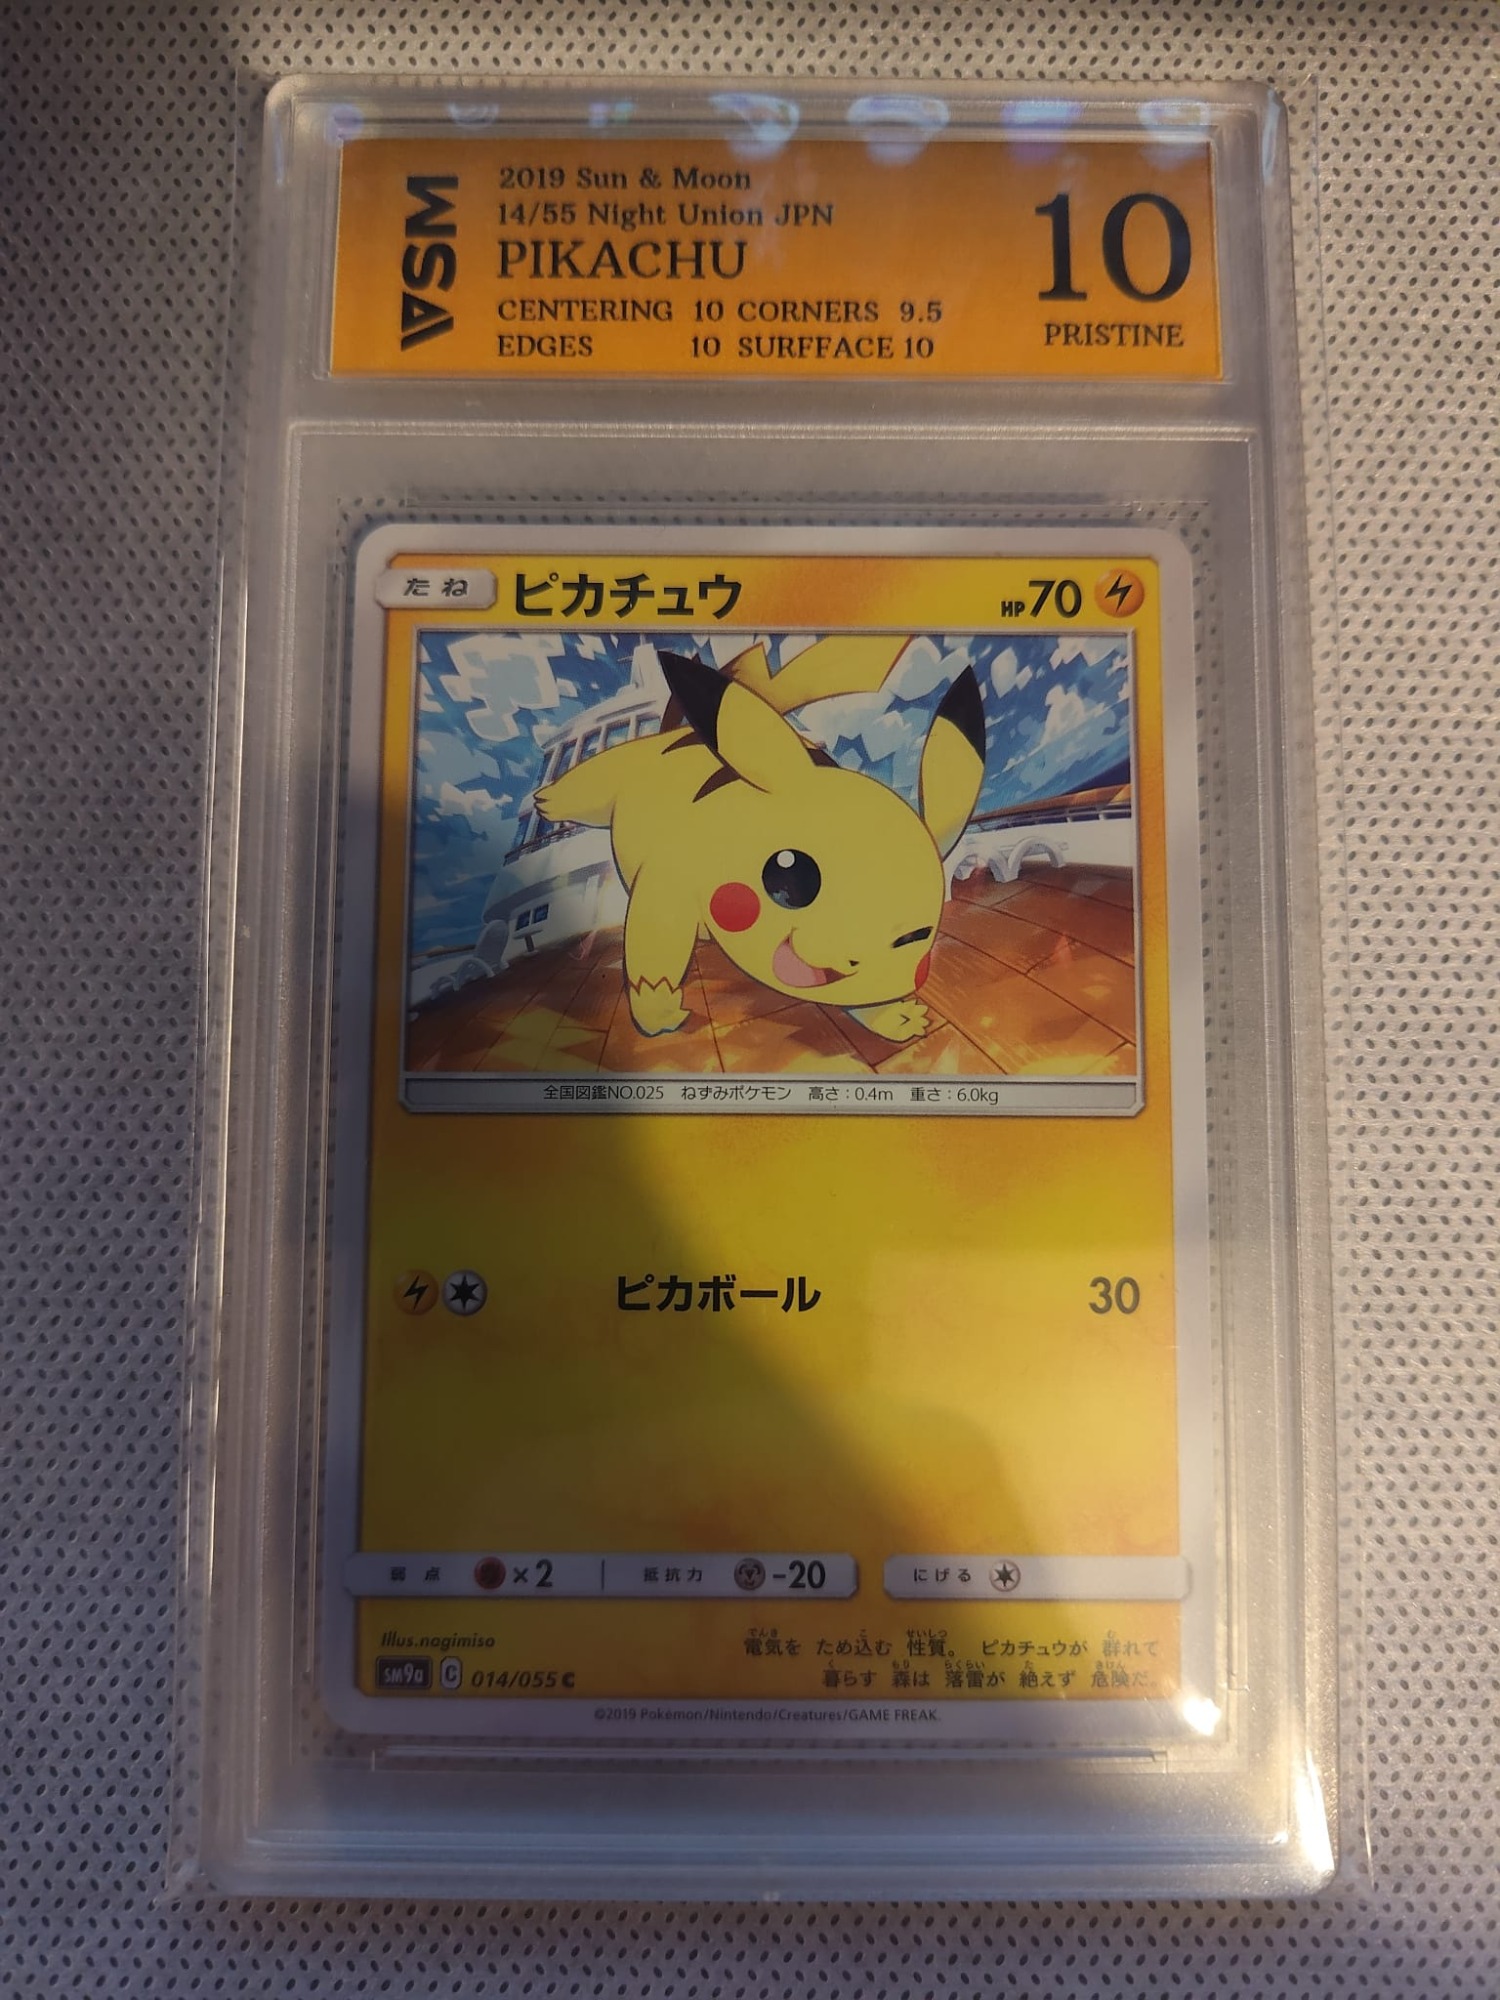 WSA
2019 Sun & Moon
14/55 Night Union JPN
PIKACHU
CENTERING 10 CORNERS 9.5
EDGES 10 SURFFACE 10
10
PRISTINE
たね ピカチュウ HP70
全国図鑑NO.025 ねずみポケモン 高さ:0.4m 重さ:6.0kg
ピカボール 30
弱点 ×2 抵抗力 -20 にげる
Illus.nagimiso
電気を ため込む 性質。 ピカチュウが 群れて
暮らす 森は 落雷が 絶えず 危険だ。
SM9a C 014/055 C
©2019 Pokémon/Nintendo/Creatures/GAME FREAK.